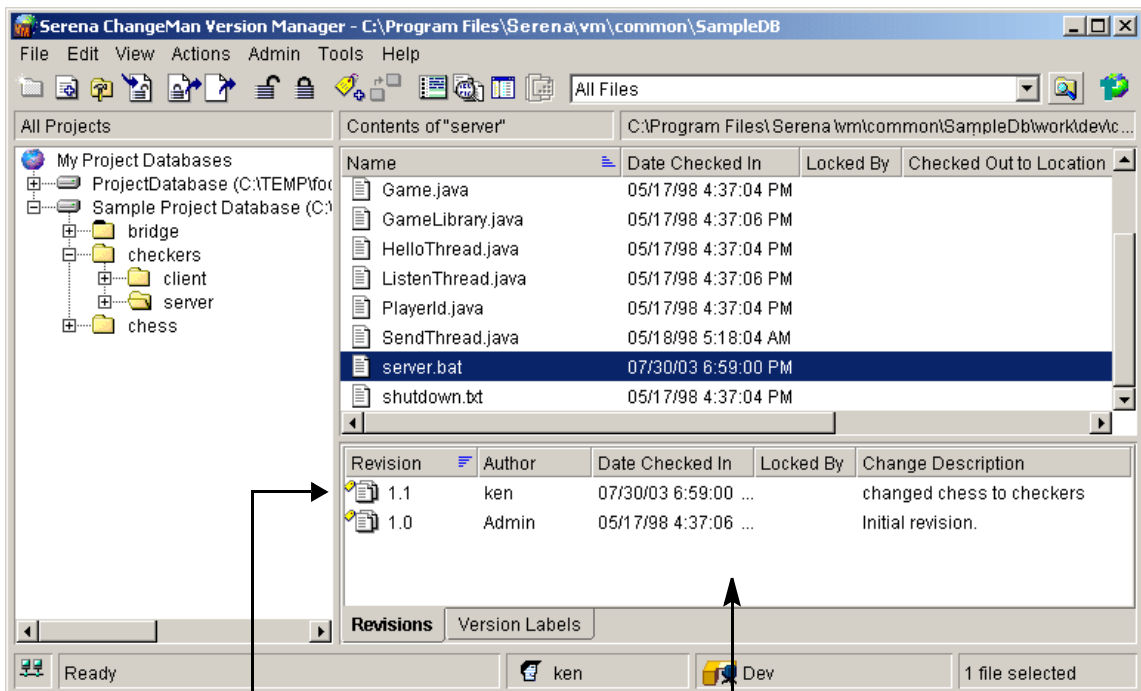 Serena ChangeMan Version Manager - C:\Program Files\Serena\vm\common\SampleDB
File Edit View Actions Admin Tools Help
All Files
All Projects
Contents of "server"
C:\Program Files\Serena\vm\common\SampleDb\work\dev\c...
My Project Databases
ProjectDatabase (C:\TEMP\foo
Sample Project Database (C:\
bridge
checkers
client
server
chess
Name Date Checked In Locked By Checked Out to Location
Game.java 05/17/98 4:37:04 PM
GameLibrary.java 05/17/98 4:37:06 PM
HelloThread.java 05/17/98 4:37:04 PM
ListenThread.java 05/17/98 4:37:06 PM
PlayerId.java 05/17/98 4:37:04 PM
SendThread.java 05/18/98 5:18:04 AM
server.bat 07/30/03 6:59:00 PM
shutdown.txt 05/17/98 4:37:04 PM
Revision Author Date Checked In Locked By Change Description
1.1 ken 07/30/03 6:59:00 ... changed chess to checkers
1.0 Admin 05/17/98 4:37:06 ... Initial revision.
Revisions Version Labels
Ready ken Dev 1 file selected